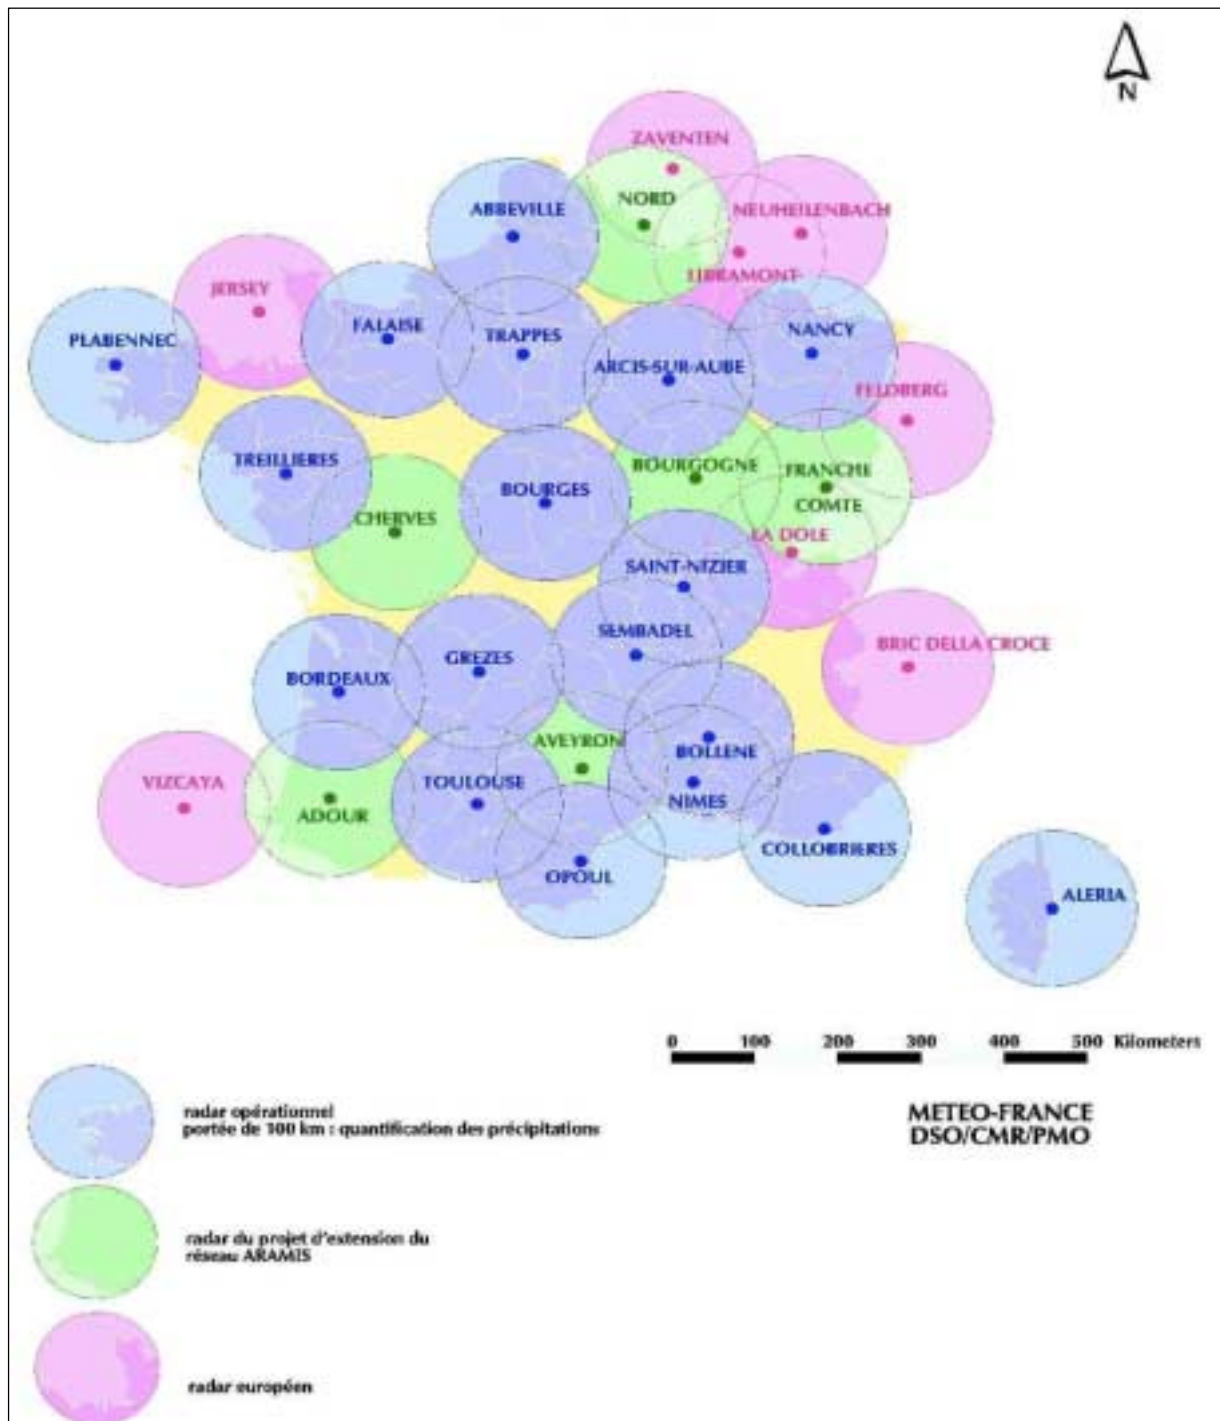 N
ZAVENTEN
NORD
NEUHEILENBACH
ABBEVILLE
LIBRAMONT-
JERSEY
FALAISE
TRAPPES
NANCY
PLABENNEC
ARCIS-SUR-AUBE
FELDBERG
TREILLIERES
BOURGES
BOURGOGNE
FRANCHE
COMTE
CHERVES
LA DOLE
SAINT-NIZIER
SEMBADEL
BRIC DELLA CROCE
GREZES
BORDEAUX
AVEYRON
BOLLENE
VIZCAYA
TOULOUSE
NIMES
ADOUR
COLLOBRIERES
OPOUL
ALERIA
0 100 200 300 400 500 Kilometers
METEO-FRANCE
DSO/CMR/PMO
radar opérationnel
portée de 100 km : quantification des précipitations
radar du projet d'extension du
réseau ARAMIS
radar européen